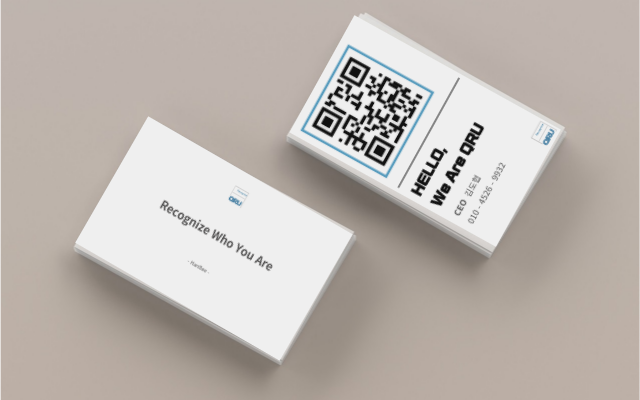 QRU
Recognize Who You Are
HELLO,
We Are QRU
CEO 김도협
010 - 4526 - 9932
QRU